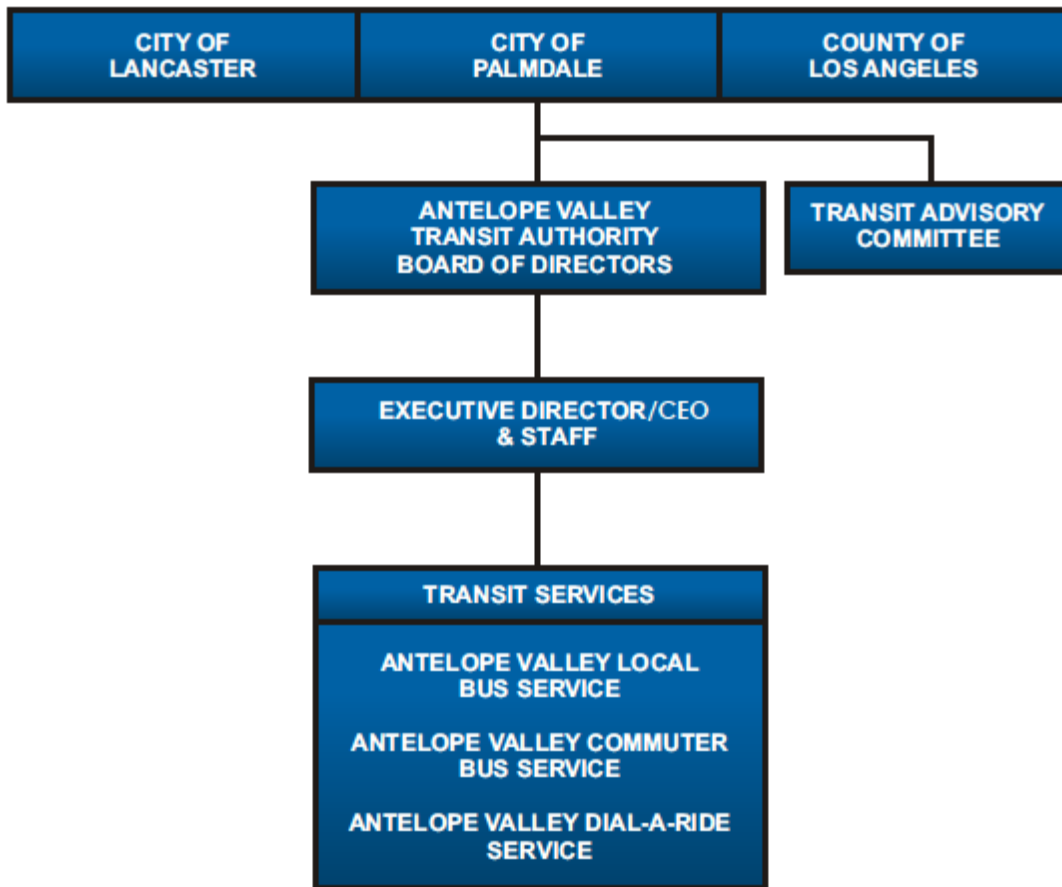 CITY OF
LANCASTER
CITY OF
PALMDALE
COUNTY OF
LOS ANGELES
ANTELOPE VALLEY
TRANSIT AUTHORITY
BOARD OF DIRECTORS
TRANSIT ADVISORY
COMMITTEE
EXECUTIVE DIRECTOR/CEO
& STAFF
TRANSIT SERVICES
ANTELOPE VALLEY LOCAL
BUS SERVICE
ANTELOPE VALLEY COMMUTER
BUS SERVICE
ANTELOPE VALLEY DIAL-A-RIDE
SERVICE